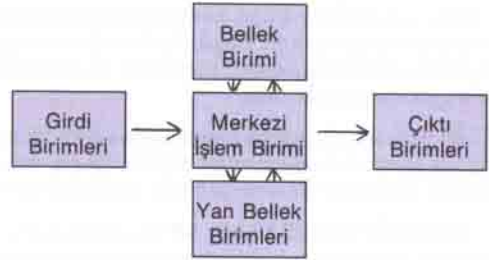 Bellek
Birimi
Girdi
Birimleri
Merkezi
İşlem Birimi
Çıktı
Birimleri
Yan Bellek
Birimleri